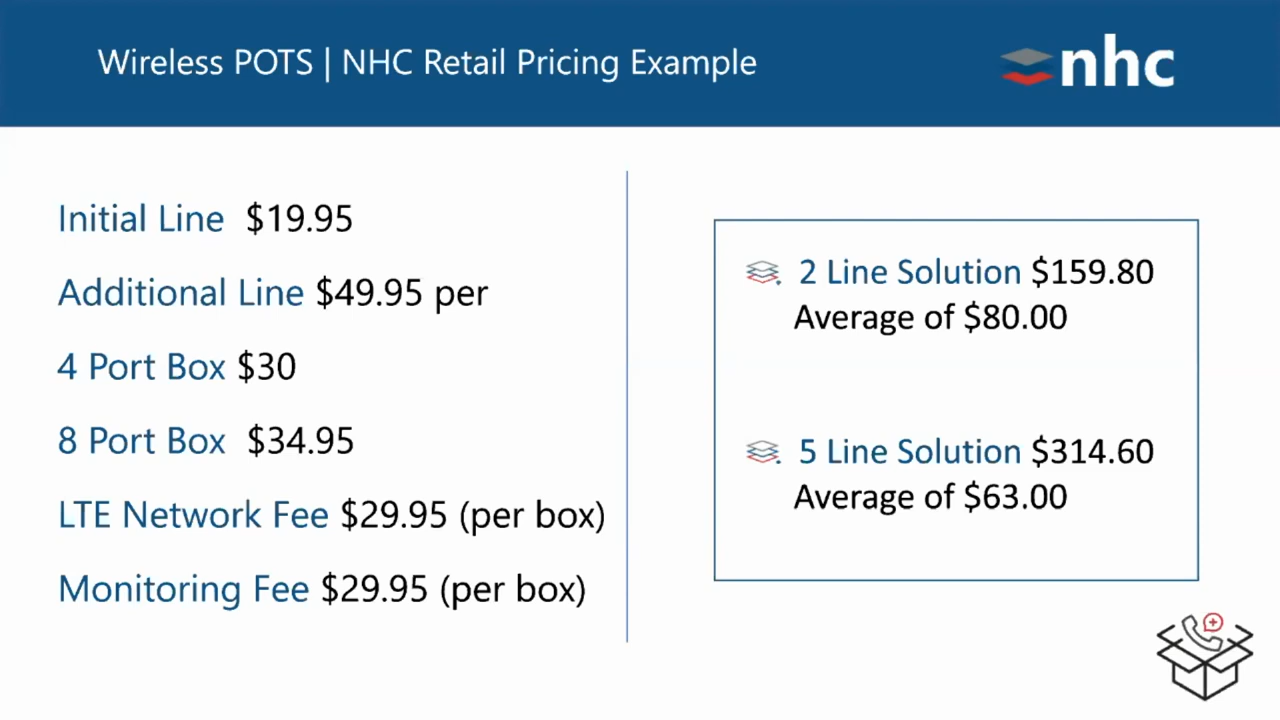 Wireless POTS | NHC Retail Pricing Example
nhc
Initial Line $19.95
Additional Line $49.95 per
4 Port Box $30
8 Port Box $34.95
LTE Network Fee $29.95 (per box)
Monitoring Fee $29.95 (per box)
2 Line Solution $159.80
Average of $80.00
5 Line Solution $314.60
Average of $63.00